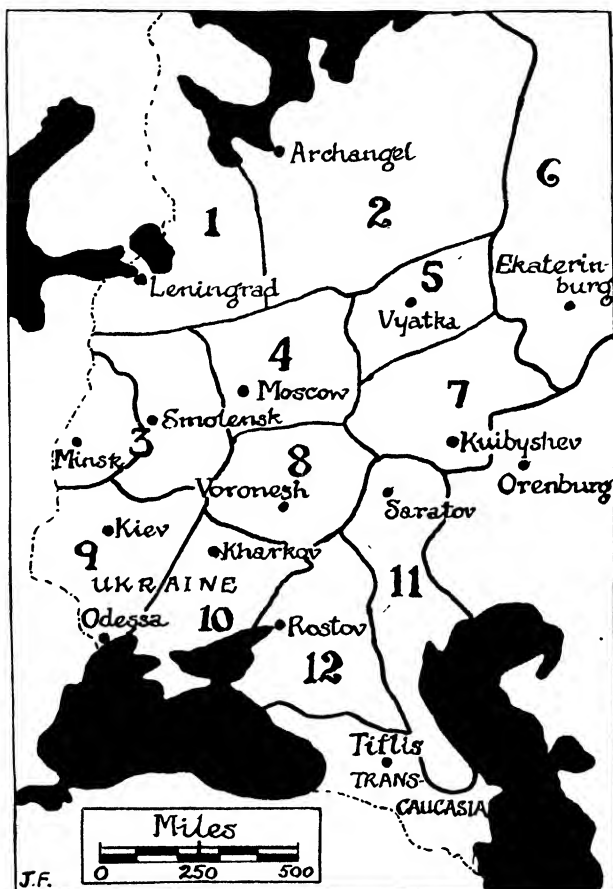 Archangel
1
2
6
Leningrad
5
Vyatka
Ekaterin-
burg
4
Moscow
7
Smolensk
3
Minsk
Kuibyshev
8
Orenburg
Voronesh
Saratov
Kiev
9
Kharkov
UKRAINE
11
Odessa
10
Rostov
12
Tiflis
TRANS-
CAUCASIA
Miles
0 250 500
J.F.